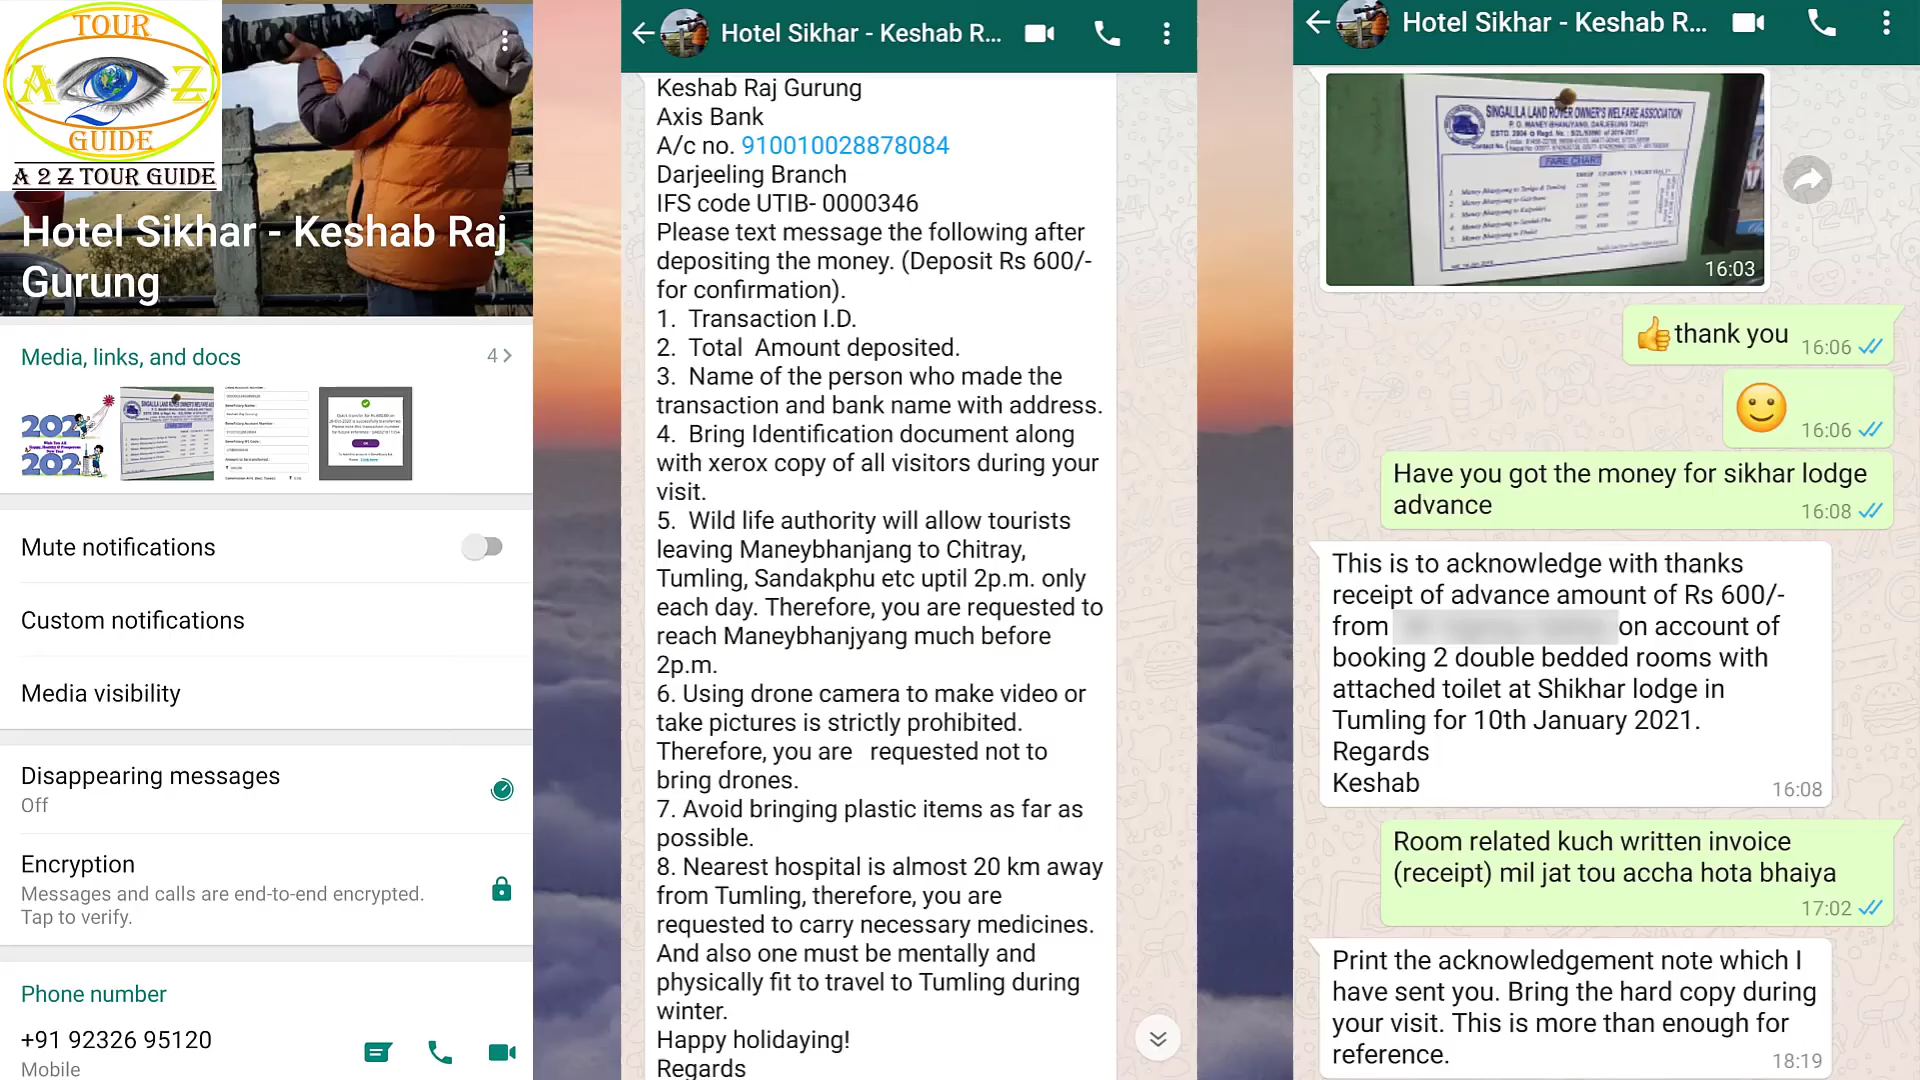 TOUR
A Z
GUIDE
A 2 Z TOUR GUIDE
Hotel Sikhar - Keshab Raj
Gurung
Media, links, and docs
4
Mute notifications
Custom notifications
Media visibility
Disappearing messages
Off
Encryption
Messages and calls are end-to-end encrypted.
Tap to verify.
Phone number
+91 92326 95120
Mobile
Hotel Sikhar - Keshab R...
Keshab Raj Gurung
Axis Bank
A/c no. 910010028878084
Darjeeling Branch
IFS code UTIB- 0000346
Please text message the following after
depositing the money. (Deposit Rs 600/-
for confirmation).
1. Transaction I.D.
2. Total Amount deposited.
3. Name of the person who made the
transaction and bank name with address.
4. Bring Identification document along
with xerox copy of all visitors during your
visit.
5. Wild life authority will allow tourists
leaving Maneybhanjang to Chitray,
Tumling, Sandakphu etc uptil 2p.m. only
each day. Therefore, you are requested to
reach Maneybhanjyang much before
2p.m.
6. Using drone camera to make video or
take pictures is strictly prohibited.
Therefore, you are requested not to
bring drones.
7. Avoid bringing plastic items as far as
possible.
8. Nearest hospital is almost 20 km away
from Tumling, therefore, you are
requested to carry necessary medicines.
And also one must be mentally and
physically fit to travel to Tumling during
winter.
Happy holidaying!
Regards
Hotel Sikhar - Keshab R...
SINGALILA LAND ROVER OWNER'S WELFARE ASSOCIATION
P. O. MANEY-BHANJYANG, DARJEELING 734221
FARE CHART
16:03
👍thank you 16:06
🙂 16:06
Have you got the money for sikhar lodge
advance 16:08
This is to acknowledge with thanks
receipt of advance amount of Rs 600/-
from on account of
booking 2 double bedded rooms with
attached toilet at Shikhar lodge in
Tumling for 10th January 2021.
Regards
Keshab 16:08
Room related kuch written invoice
(receipt) mil jat tou accha hota bhaiya
17:02
Print the acknowledgement note which I
have sent you. Bring the hard copy during
your visit. This is more than enough for
reference. 18:19